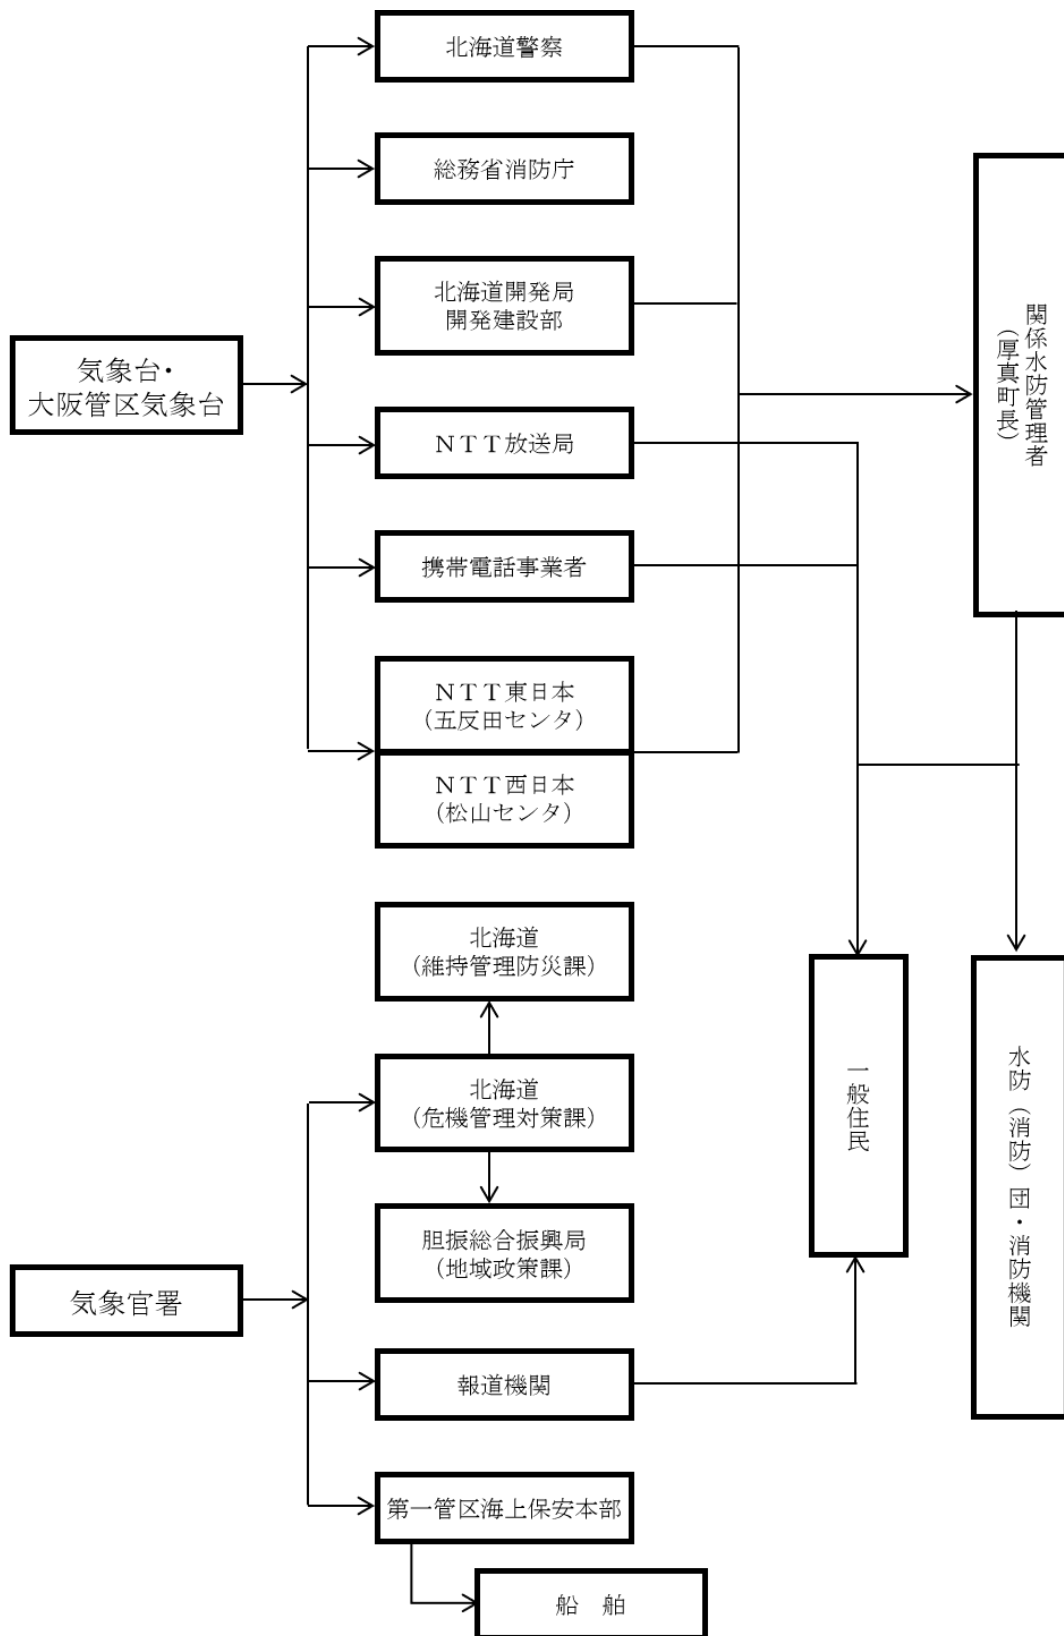 北海道警察
総務省消防庁
北海道開発局
開発建設部
気象台・
大阪管区気象台
ＮＴＴ放送局
携帯電話事業者
ＮＴＴ東日本
（五反田センタ）
ＮＴＴ西日本
（松山センタ）
関係水防管理者
（厚真町長）
北海道
（維持管理防災課）
北海道
（危機管理対策課）
胆振総合振興局
（地域政策課）
気象官署
報道機関
第一管区海上保安本部
船　舶
一般住民
水防（消防）団・消防機関